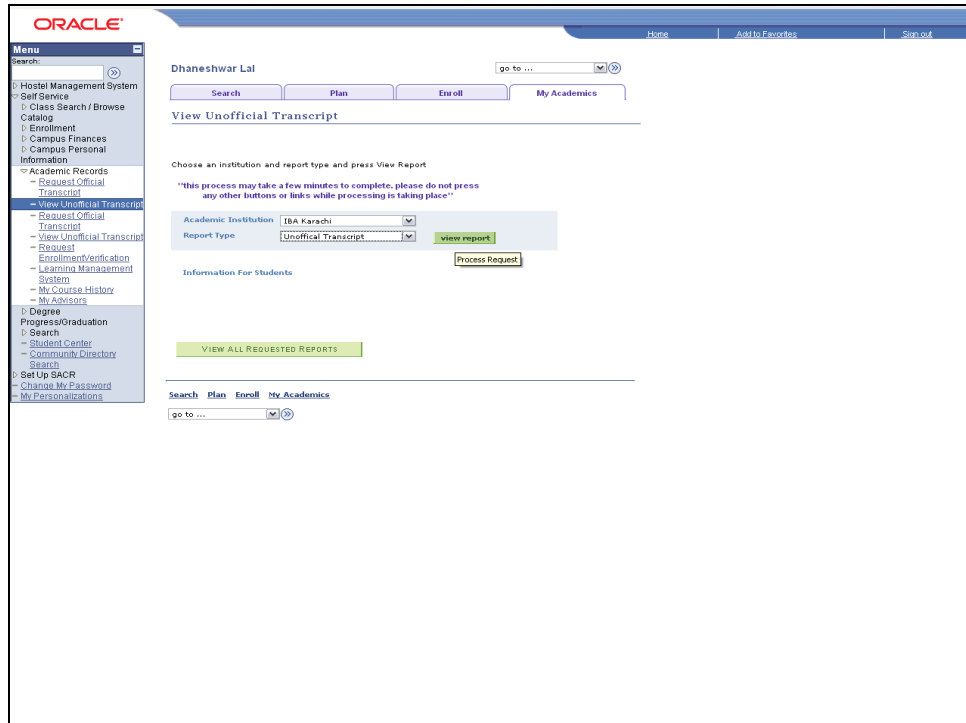 ORACLE
Home
Add to Favorites
Sign out
Menu
Search:
Hostel Management System
Self Service
Class Search / Browse
Catalog
Enrollment
Campus Finances
Campus Personal
Information
Academic Records
Request Official
Transcript
View Unofficial Transcript
Request Official
Transcript
View Unofficial Transcript
Request
EnrollmentVerification
Learning Management
System
My Course History
My Advisors
Degree
Progress/Graduation
Search
Student Center
Community Directory
Search
Set Up SACR
Change My Password
My Personalizations
Dhaneshwar Lal
go to ...
Search
Plan
Enroll
My Academics
View Unofficial Transcript
Choose an institution and report type and press View Report
"this process may take a few minutes to complete. please do not press
any other buttons or links while processing is taking place"
Academic Institution IBA Karachi
Report Type Unoffical Transcript view report
Process Request
Information For Students
VIEW ALL REQUESTED REPORTS
Search Plan Enroll My Academics
go to ...